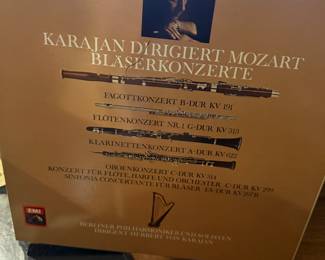 KARAJAN DIRIGIERT MOZART
BLÄSERKONZERTE
FAGOTTKONZERT B-DUR KV 191
FLÖTENKONZERT NR. 1 G-DUR KV 313
KLARINETTENKONZERT A-DUR KV 622
OBOENKONZERT C-DUR KV 314
KONZERT FÜR FLÖTE, HARFE UND ORCHESTER C-DUR KV 299
SINFONIA CONCERTANTE FÜR BLÄSER ES-DUR KV 297B
EMI
BERLINER PHILHARMONIKER UND SOLISTEN
DIRIGENT: HERBERT VON KARAJAN